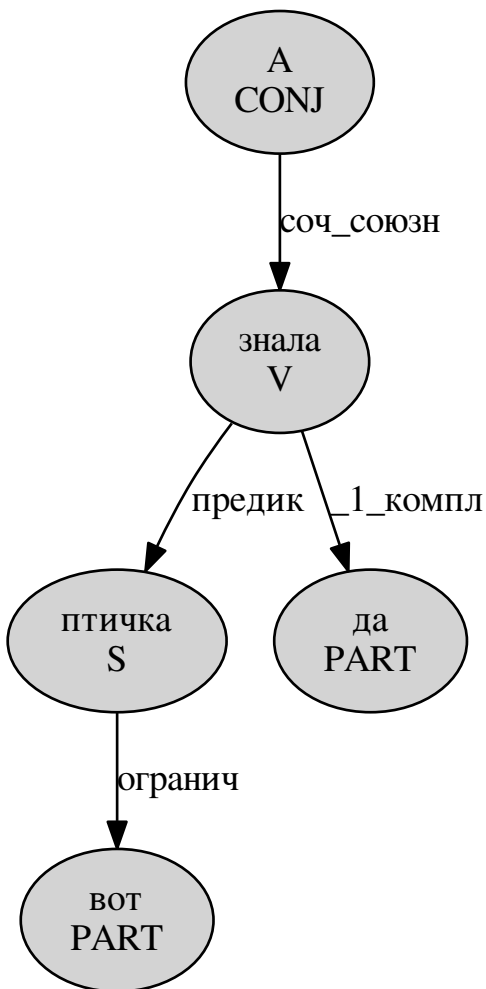 А
CONJ
соч_союзн
знала
V
предик
_1_компл
птичка
S
да
PART
огранич
вот
PART